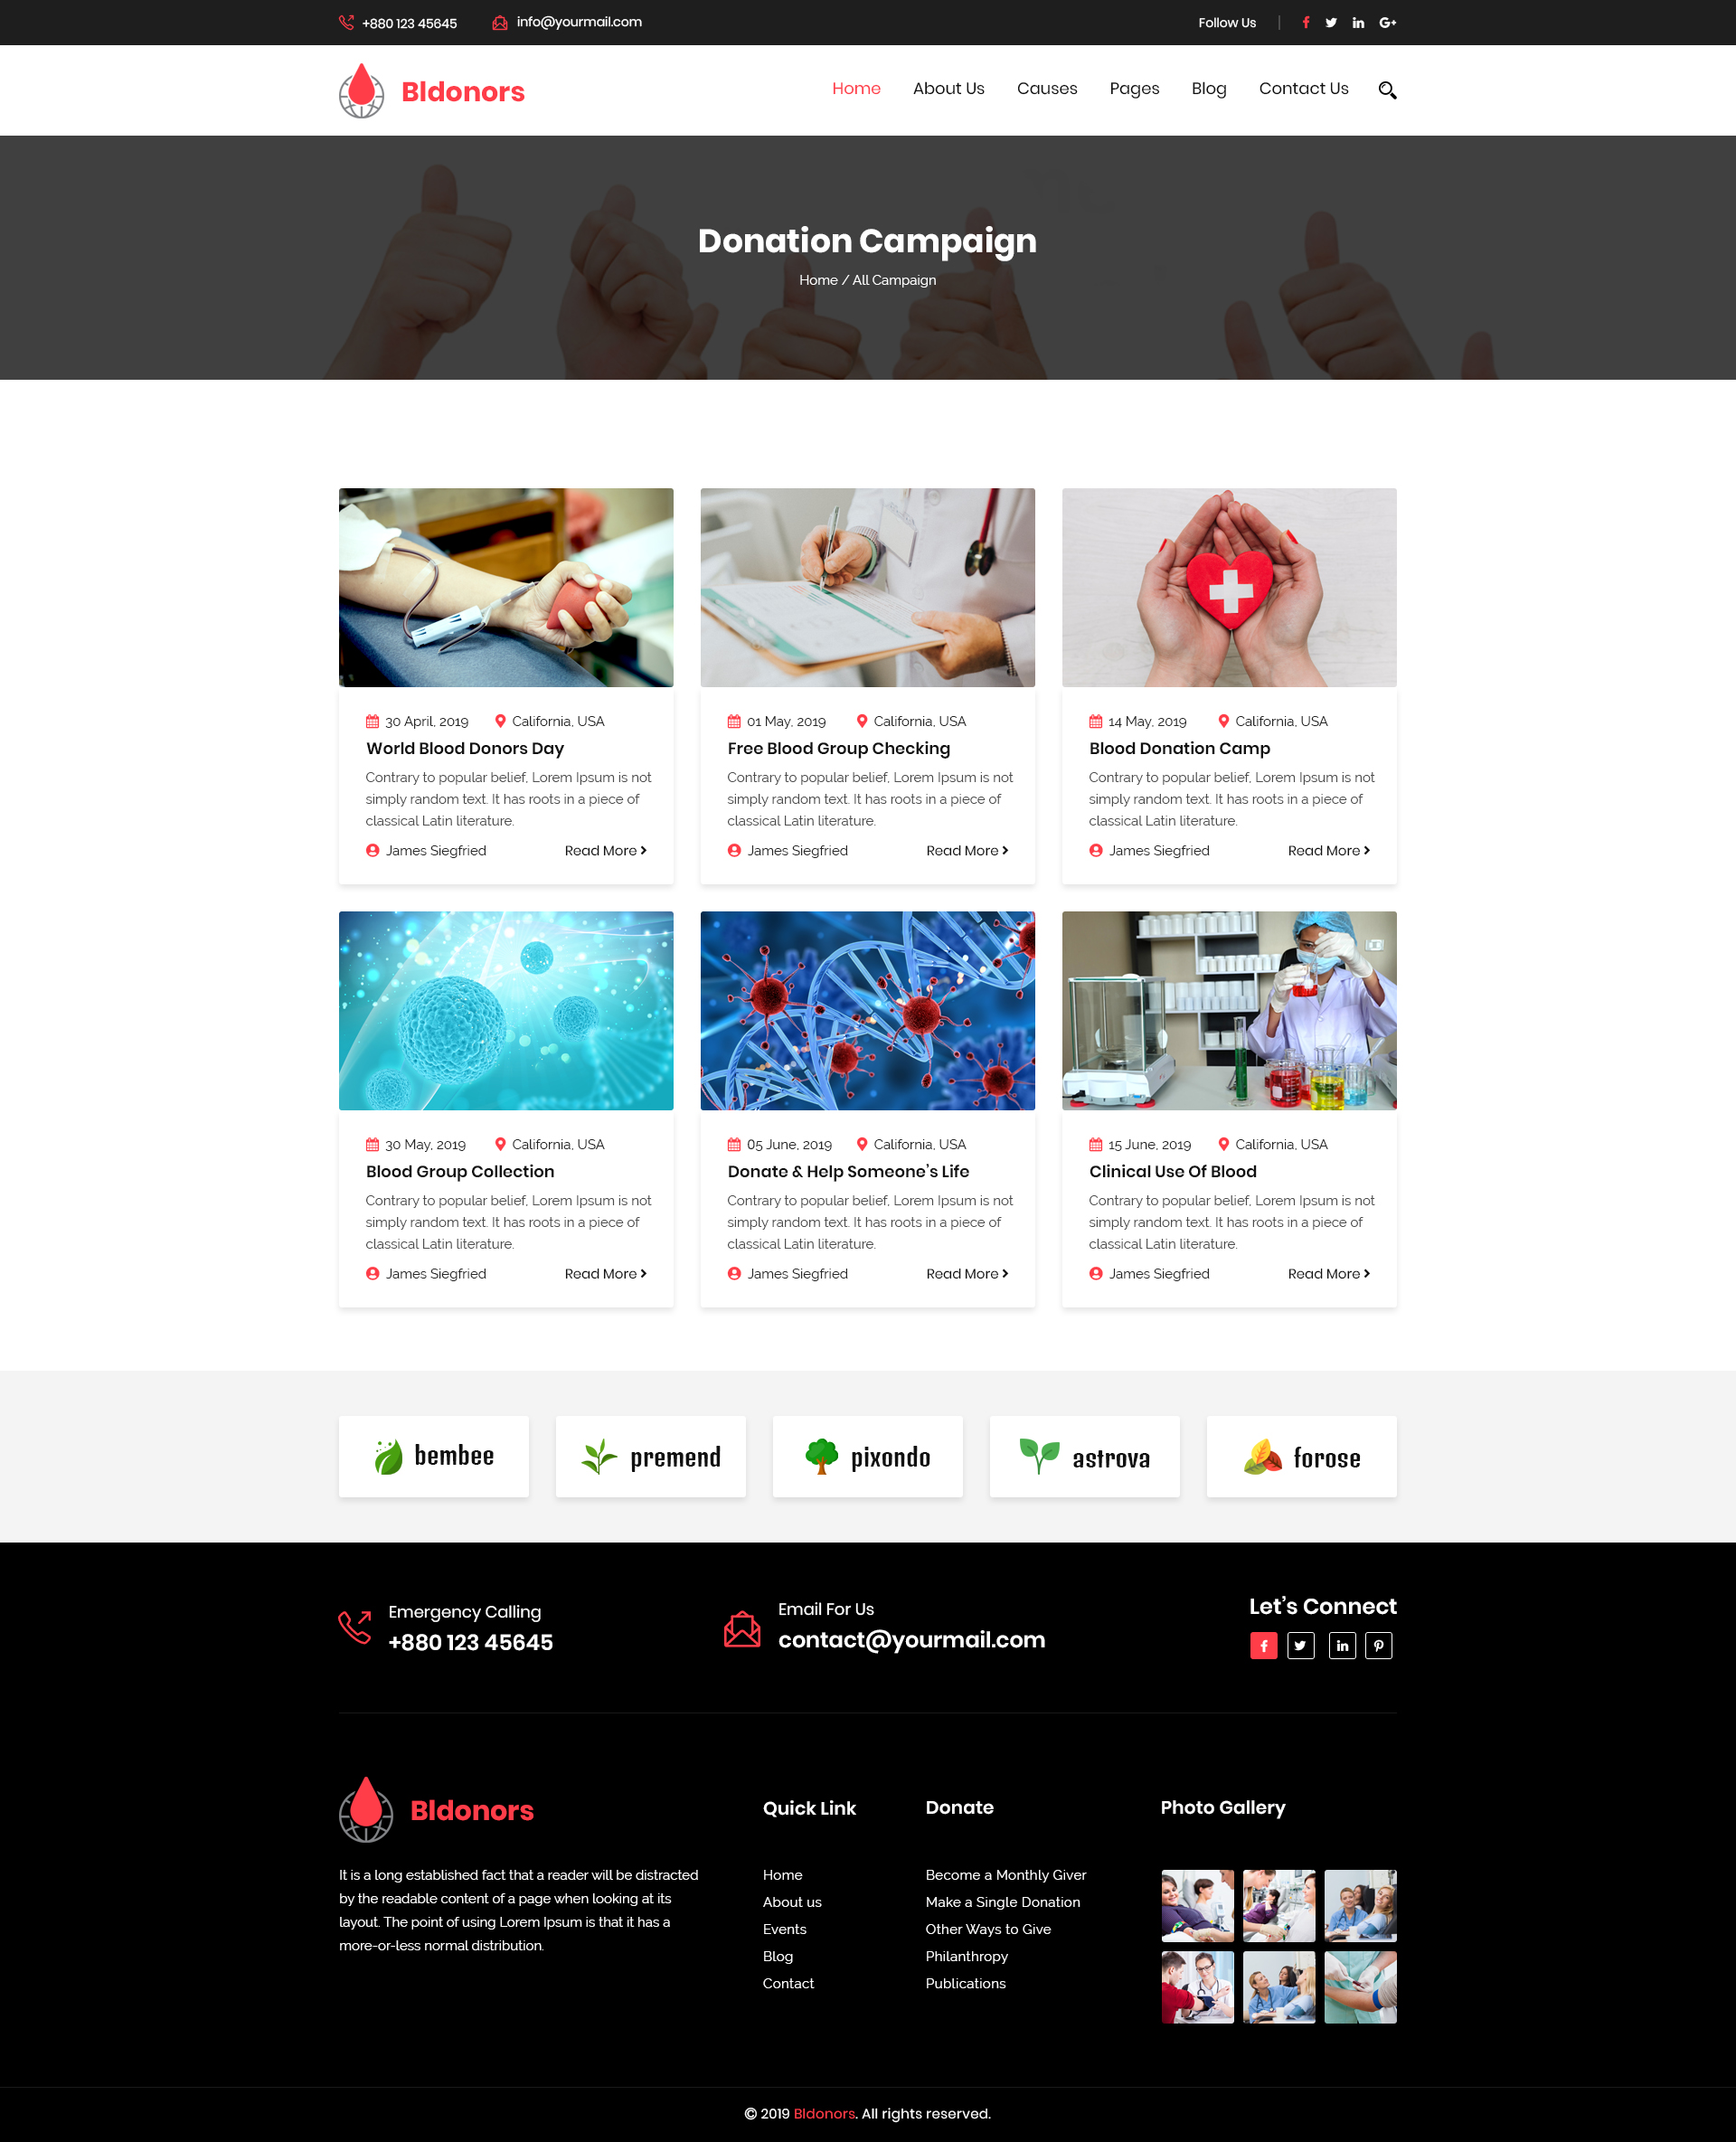 +880 123 45645
info@yourmail.com
Follow Us
Bldonors
Home About Us Causes Pages Blog Contact Us
Donation Campaign
Home / All Campaign
30 April, 2019 California, USA
World Blood Donors Day
Contrary to popular belief, Lorem Ipsum is not
simply random text. It has roots in a piece of
classical Latin literature.
James Siegfried Read More
01 May, 2019 California, USA
Free Blood Group Checking
Contrary to popular belief, Lorem Ipsum is not
simply random text. It has roots in a piece of
classical Latin literature.
James Siegfried Read More
14 May, 2019 California, USA
Blood Donation Camp
Contrary to popular belief, Lorem Ipsum is not
simply random text. It has roots in a piece of
classical Latin literature.
James Siegfried Read More
30 May, 2019 California, USA
Blood Group Collection
Contrary to popular belief, Lorem Ipsum is not
simply random text. It has roots in a piece of
classical Latin literature.
James Siegfried Read More
05 June, 2019 California, USA
Donate & Help Someone's Life
Contrary to popular belief, Lorem Ipsum is not
simply random text. It has roots in a piece of
classical Latin literature.
James Siegfried Read More
15 June, 2019 California, USA
Clinical Use Of Blood
Contrary to popular belief, Lorem Ipsum is not
simply random text. It has roots in a piece of
classical Latin literature.
James Siegfried Read More
bembee
premend
pixondo
astrova
forose
Emergency Calling
+880 123 45645
Email For Us
contact@yourmail.com
Let's Connect
Bldonors
It is a long established fact that a reader will be distracted
by the readable content of a page when looking at its
layout. The point of using Lorem Ipsum is that it has a
more-or-less normal distribution.
Quick Link
Home
About us
Events
Blog
Contact
Donate
Become a Monthly Giver
Make a Single Donation
Other Ways to Give
Philanthropy
Publications
Photo Gallery
© 2019 Bldonors. All rights reserved.